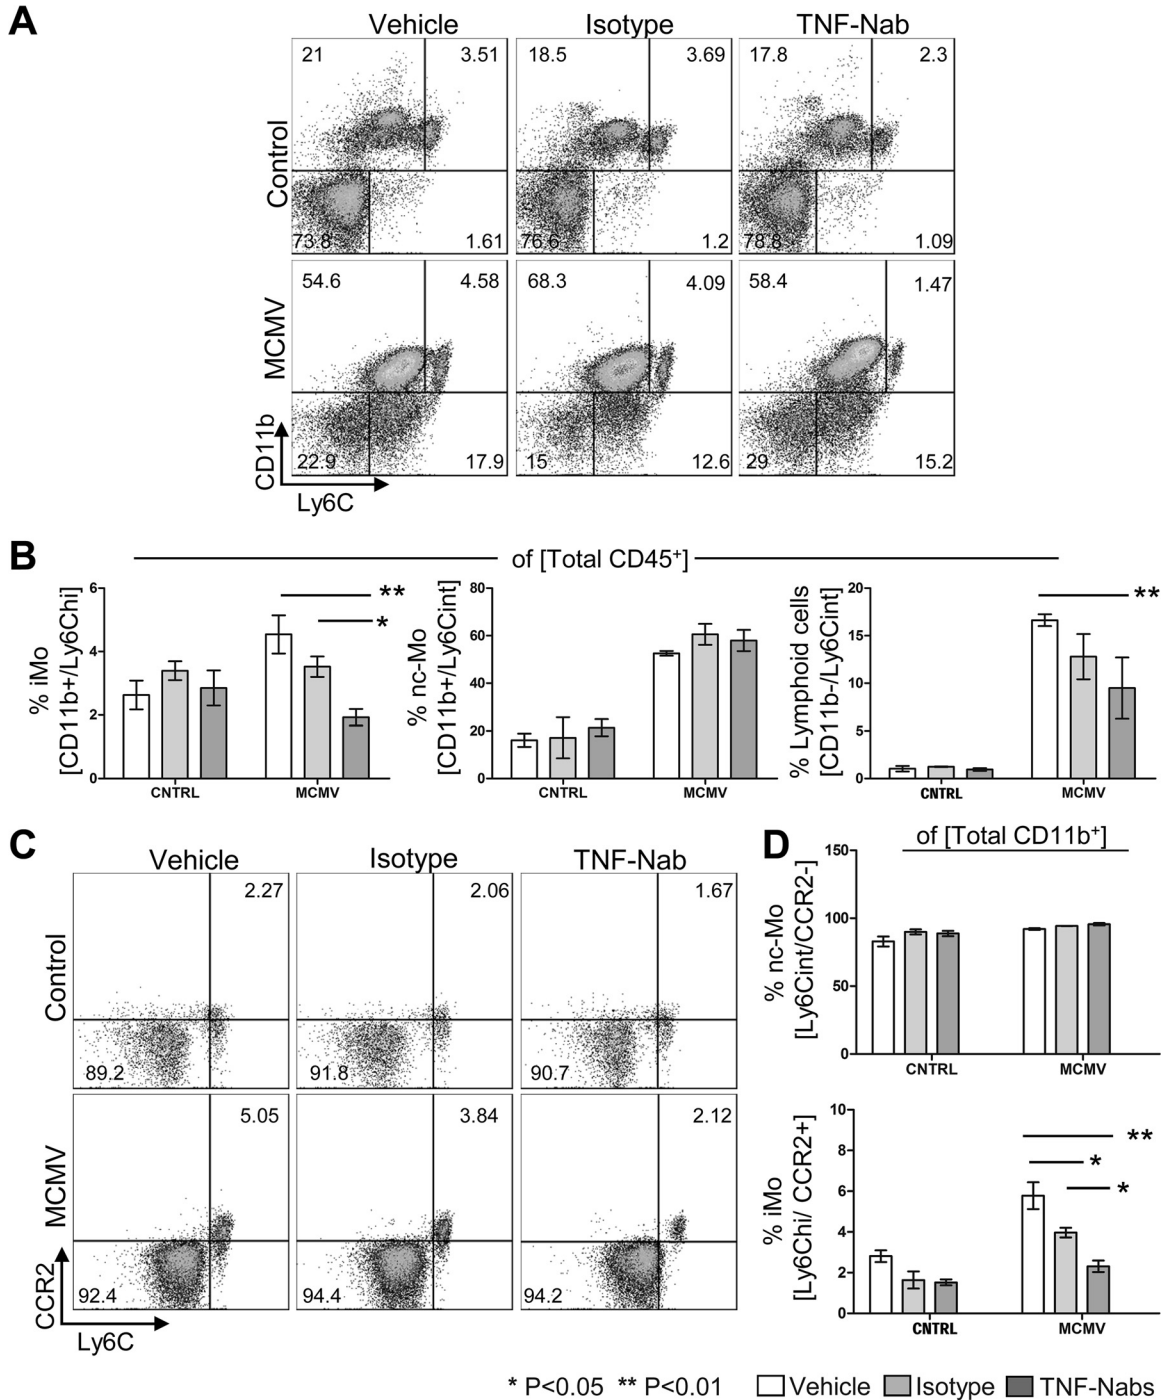 A
Vehicle Isotype TNF-Nab
Control
21 3.51 18.5 3.69 17.8 2.3
73.8 1.61 76.6 1.2 78.8 1.09
MCMV
54.6 4.58 68.3 4.09 58.4 1.47
22.9 17.9 15 12.6 29 15.2
CD11b
Ly6C
B
of [Total CD45+]
% iMo
[CD11b+/Ly6Chi]
6
4
2
0
CNTRL MCMV
**
*
% nc-Mo
[CD11b+/Ly6Cint]
80
60
40
20
0
CNTRL MCMV
% Lymphoid cells
[CD11b-/Ly6Cint]
20
15
10
5
0
CNTRL MCMV
**
C
Vehicle Isotype TNF-Nab
Control
2.27 2.06 1.67
89.2 91.8 90.7
MCMV
5.05 3.84 2.12
92.4 94.4 94.2
CCR2
Ly6C
D
of [Total CD11b+]
% nc-Mo
[Ly6Cint/CCR2-]
150
100
50
0
CNTRL MCMV
% iMo
[Ly6Chi/ CCR2+]
10
8
6
4
2
0
CNTRL MCMV
**
*
*
* P<0.05 ** P<0.01 Vehicle Isotype TNF-Nabs